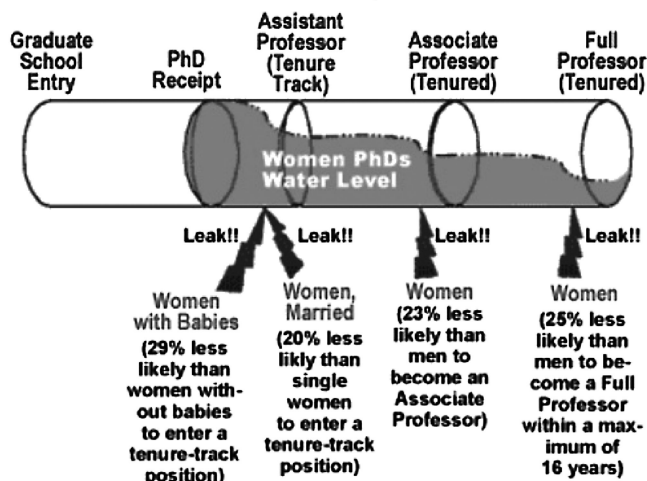 Graduate
School
Entry
PhD
Receipt
Assistant
Professor
(Tenure
Track)
Associate
Professor
(Tenured)
Full
Professor
(Tenured)
Women PhDs
Water Level
Leak!!
Leak!!
Leak!!
Leak!!
Women
with Babies
(29% less
likely than
women with-
out babies
to enter a
tenure-track
position)
Women,
Married
(20% less
likly than
single
women
to enter a
tenure-track
position)
Women
(23% less
likely than
men to
become an
Associate
Professor)
Women
(25% less
likely than
men to be-
come a Full
Professor
within a max-
imum of
16 years)